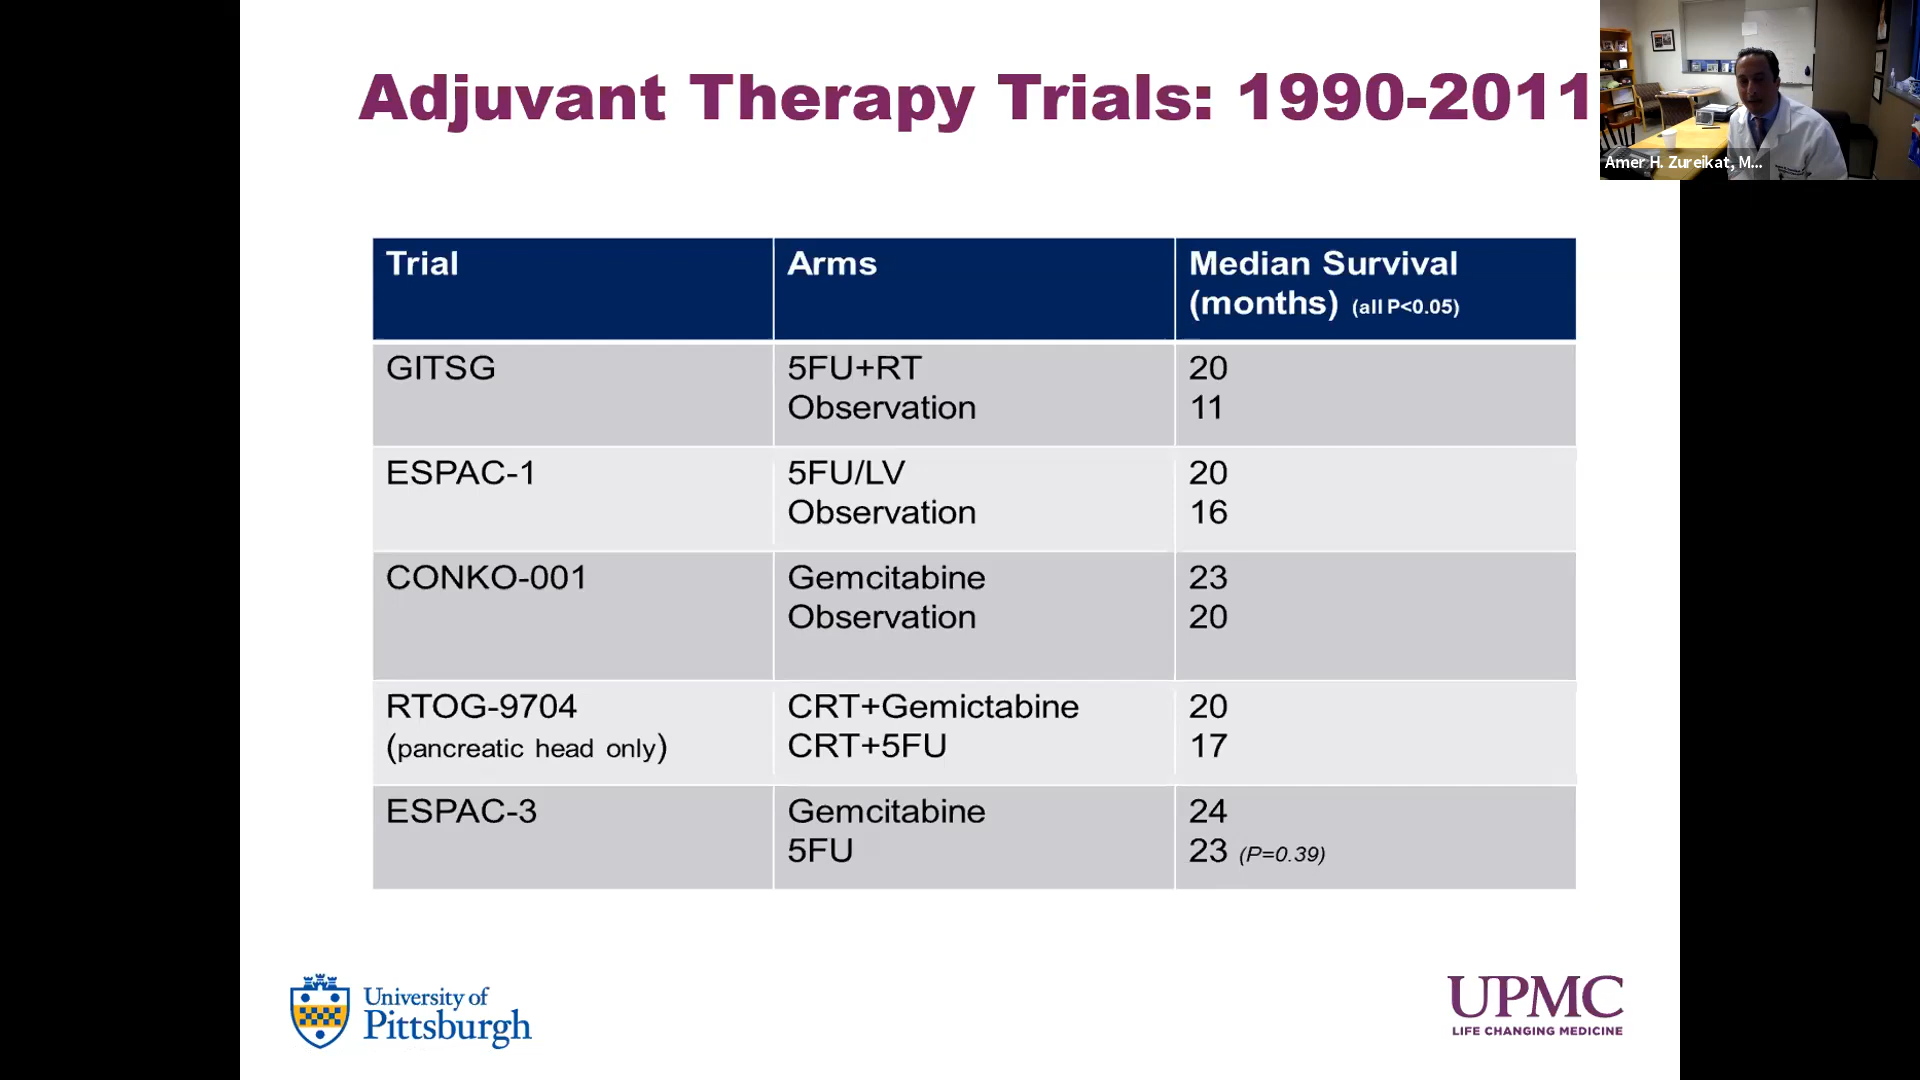 Adjuvant Therapy Trials: 1990-2011
Amer H. Zureikat, M...
Trial Arms Median Survival
(months) (all P<0.05)
GITSG 5FU+RT 20
Observation 11
ESPAC-1 5FU/LV 20
Observation 16
CONKO-001 Gemcitabine 23
Observation 20
RTOG-9704 CRT+Gemictabine 20
(pancreatic head only) CRT+5FU 17
ESPAC-3 Gemcitabine 24
5FU 23 (P=0.39)
University of
Pittsburgh
UPMC
LIFE CHANGING MEDICINE